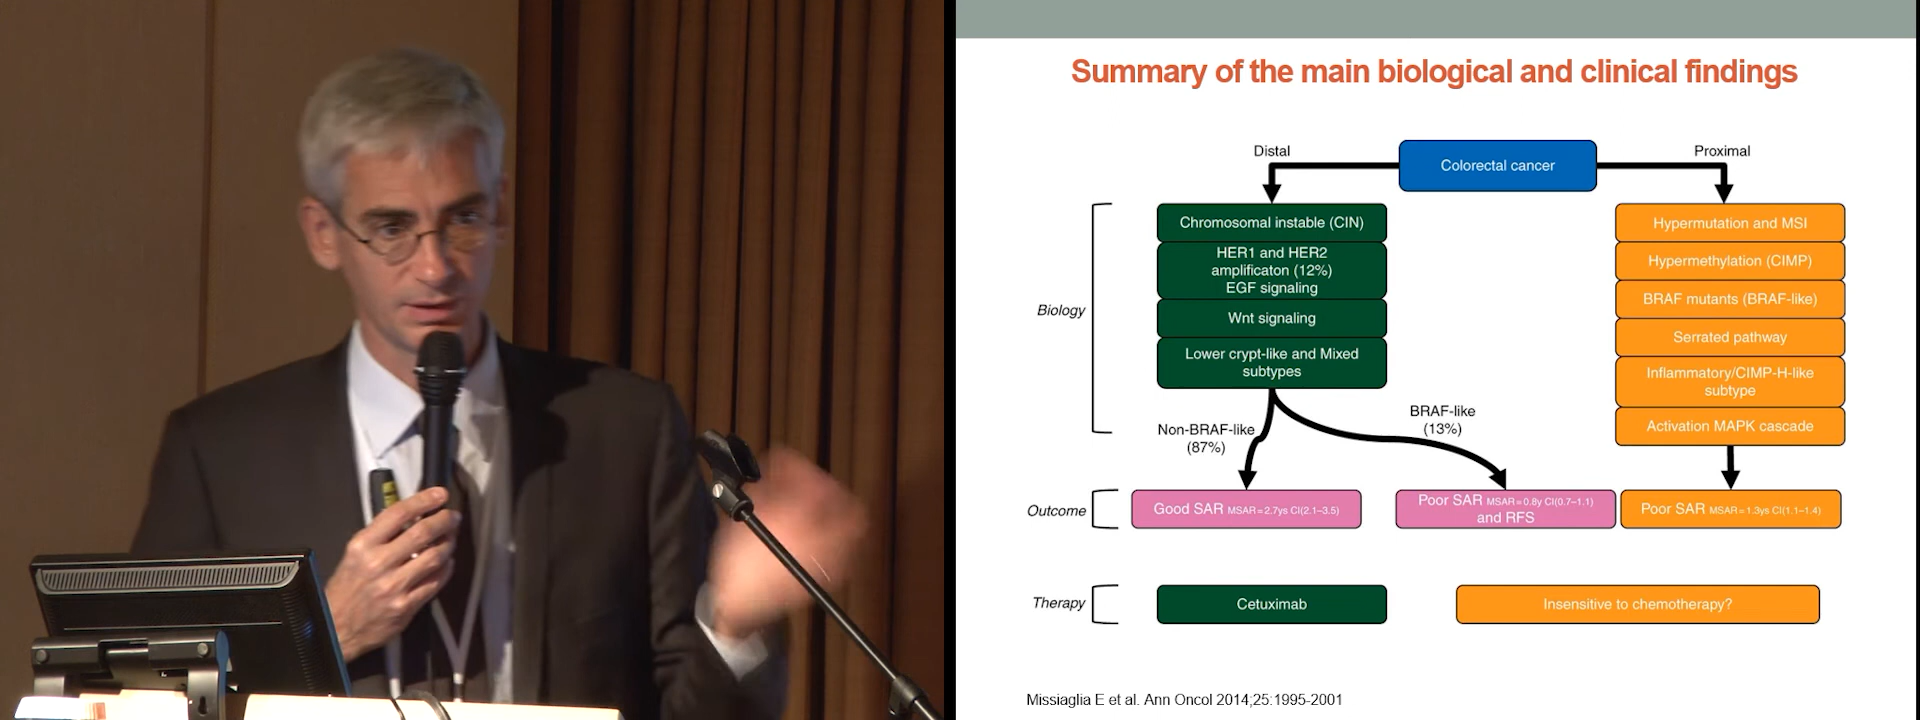 Summary of the main biological and clinical findings
Distal
Colorectal cancer
Proximal
Biology
Chromosomal instable (CIN)
HER1 and HER2
amplificaton (12%)
EGF signaling
Wnt signaling
Lower crypt-like and Mixed
subtypes
Hypermutation and MSI
Hypermethylation (CIMP)
BRAF mutants (BRAF-like)
Serrated pathway
Inflammatory/CIMP-H-like
subtype
Activation MAPK cascade
Non-BRAF-like
(87%)
BRAF-like
(13%)
Outcome
Good SAR MSAR=2.7ys CI(2.1–3.5)
Poor SAR MSAR=0.8y CI(0.7–1.1)
and RFS
Poor SAR MSAR=1.3ys CI(1.1–1.4)
Therapy
Cetuximab
Insensitive to chemotherapy?
Missiaglia E et al. Ann Oncol 2014;25:1995-2001